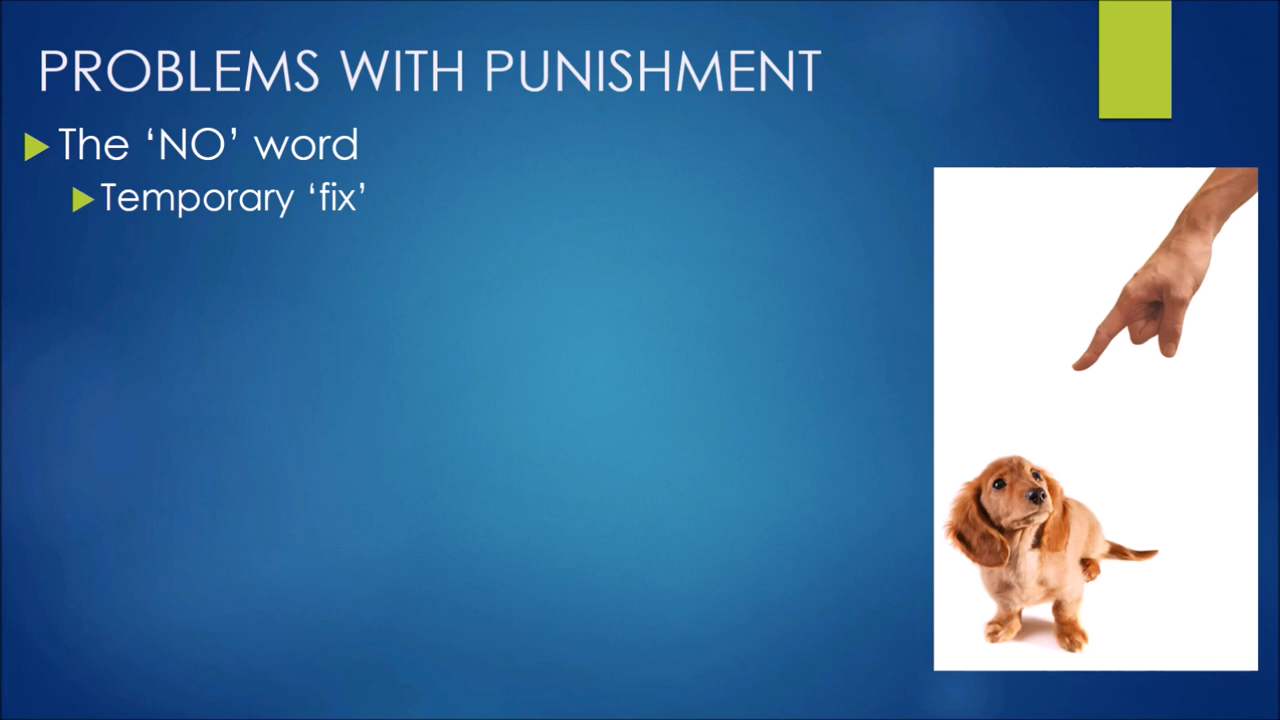 PROBLEMS WITH PUNISHMENT
The ‘NO’ word
Temporary ‘fix’